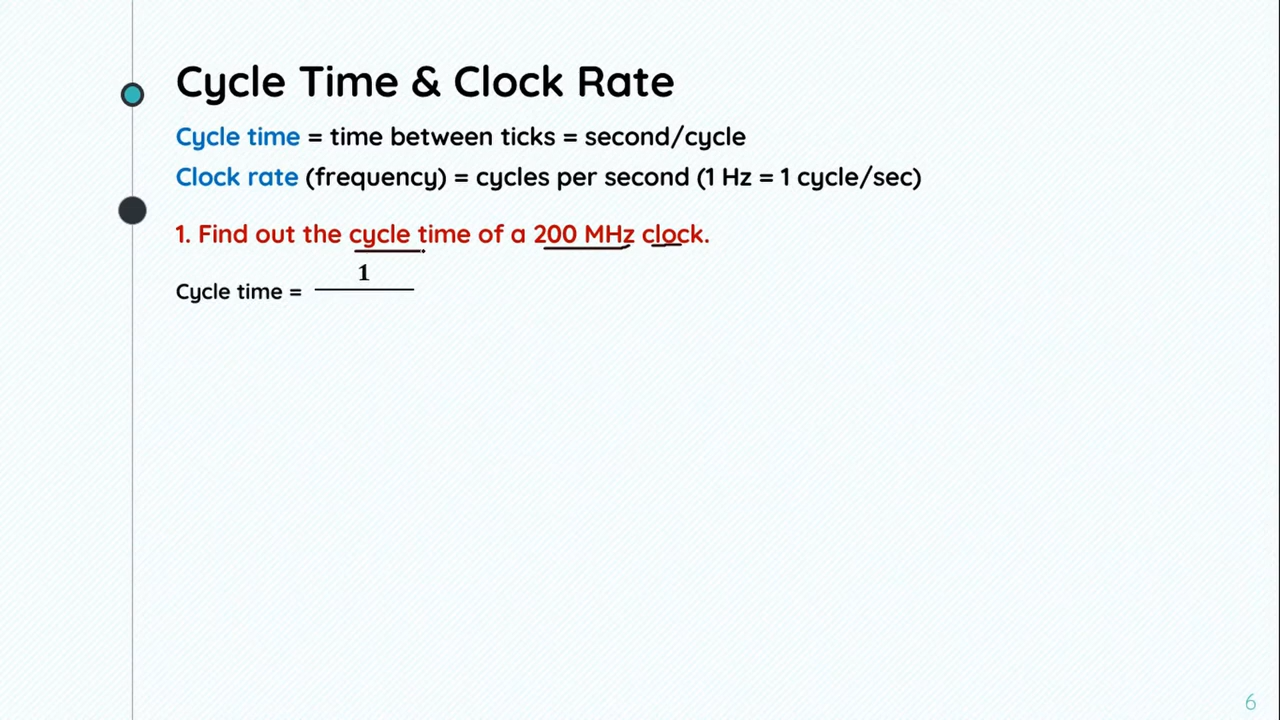 Cycle Time & Clock Rate
Cycle time = time between ticks = second/cycle
Clock rate (frequency) = cycles per second (1 Hz = 1 cycle/sec)
1. Find out the cycle time of a 200 MHz clock.
1
Cycle time =
6